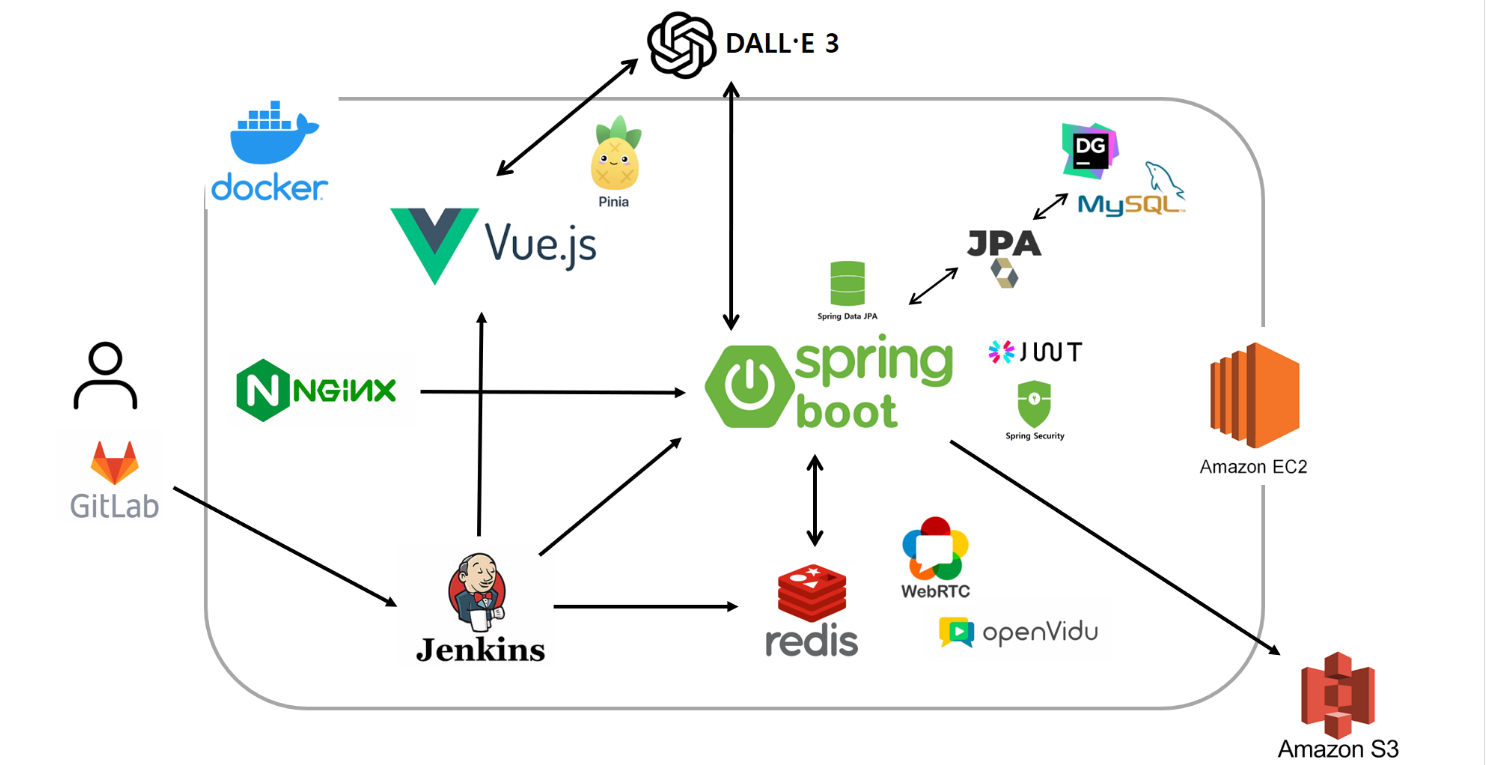 DALL·E 3
docker
Pinia
DG
MySQL
Vue.js
JPA
Spring Data JPA
spring
boot
JWT
N
NGiNX
Spring Security
Amazon EC2
GitLab
WebRTC
openVidu
redis
Jenkins
Amazon S3